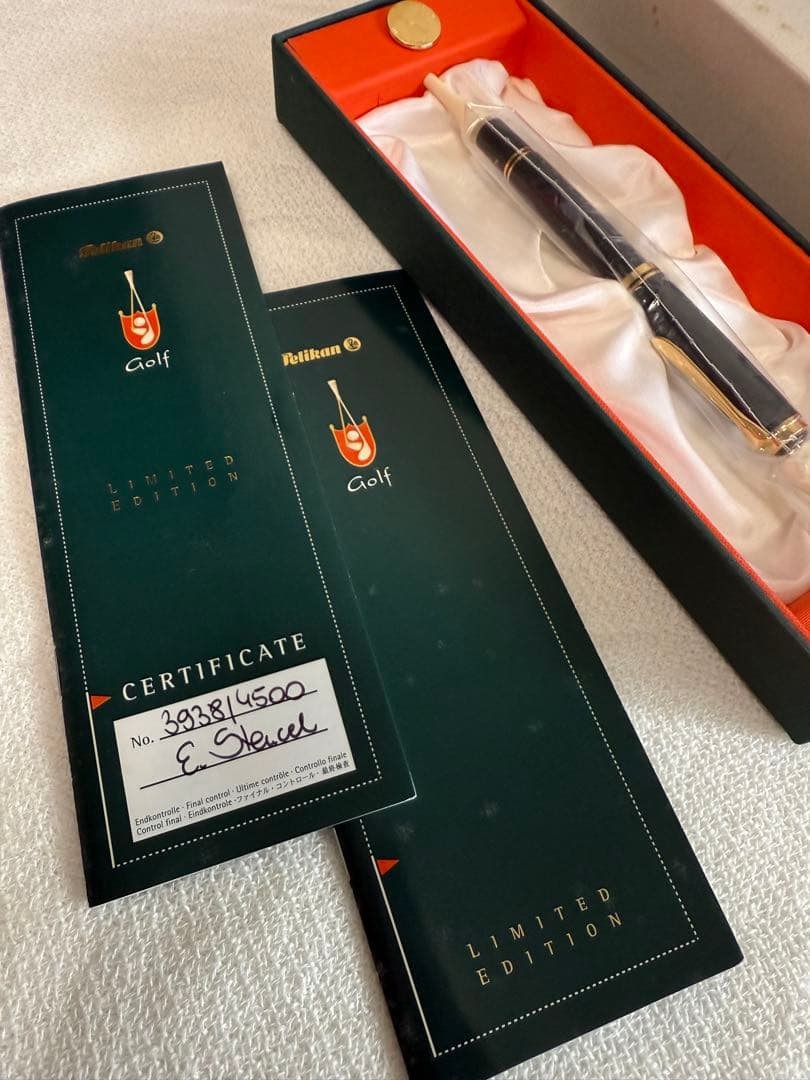 Pelikan
Golf
LIMITED
EDITION
CERTIFICATE
No. 3938/4500
E. Stencel
Endkontrolle · Final control · Ultime contrôle · Controllo finale
Control final · Eindkontrole · ファイナル・コントロール・最終検査
Pelikan
Golf
LIMITED
EDITION